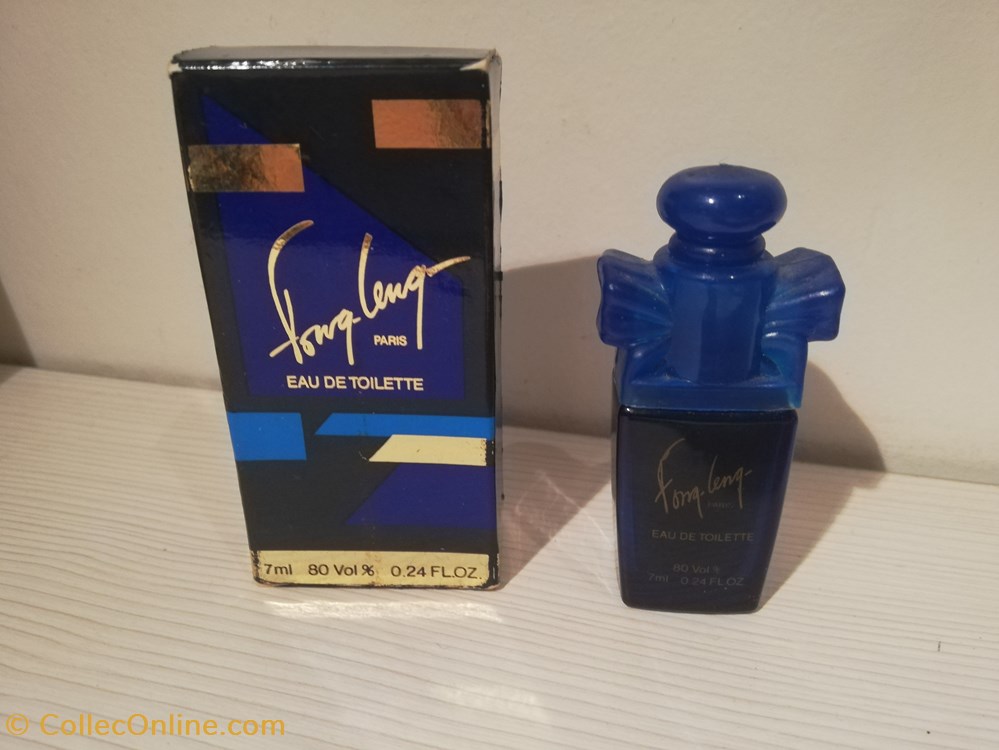 Fong-Leng
PARIS
EAU DE TOILETTE
7ml 80 Vol % 0.24 FL.OZ.
Fong-Leng
PARIS
EAU DE TOILETTE
80 Vol %
7ml 0.24 FL.OZ
© CollecOnline.com